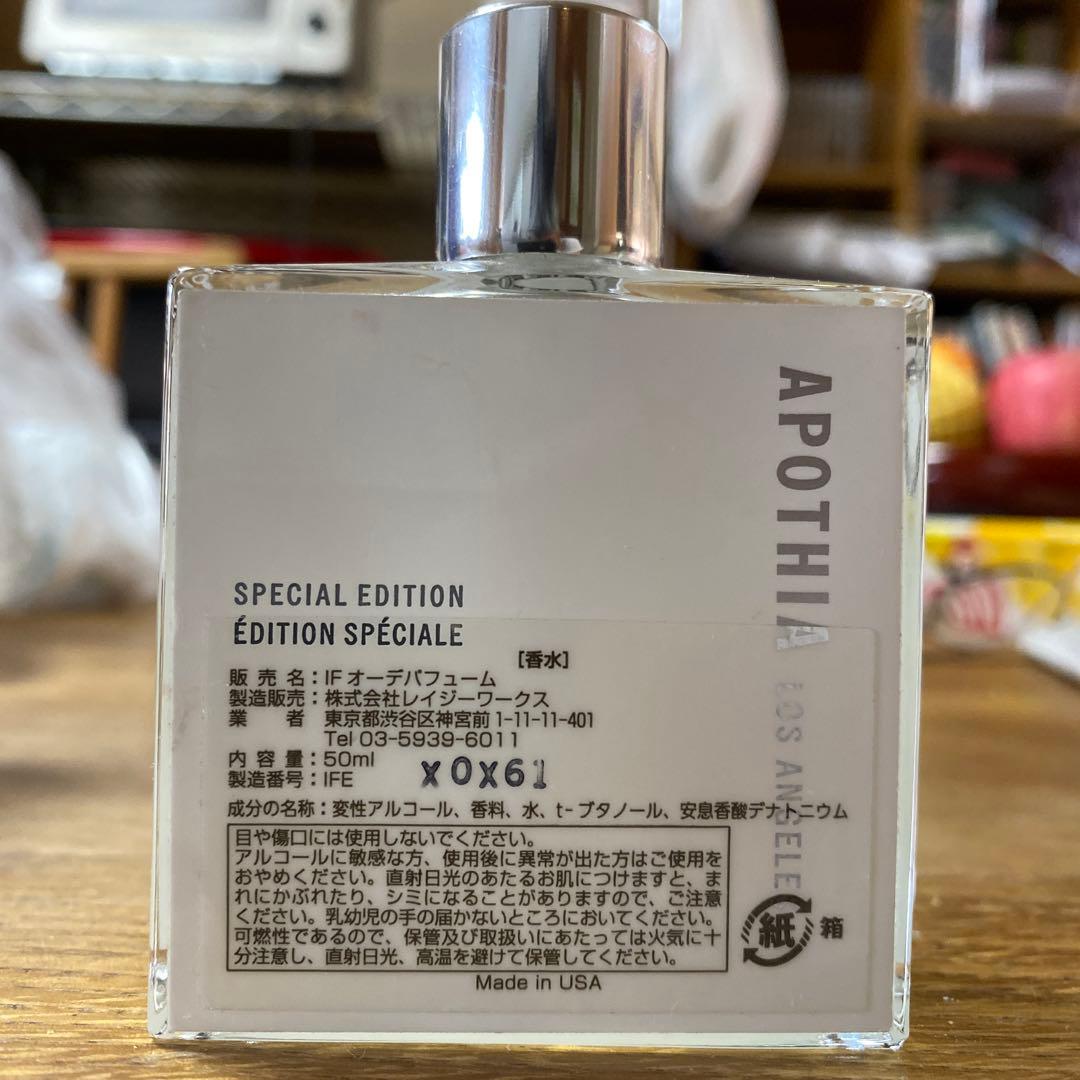 APOTHIA LOS ANGELE
SPECIAL EDITION
ÉDITION SPÉCIALE
[香水]
販売名:IF オーデパフューム
製造販売:株式会社レイジーワークス
業者 東京都渋谷区神宮前1-11-11-401
Tel 03-5939-6011
内容量:50ml
製造番号:IFE x0x61
成分の名称:変性アルコール、香料、水、t-ブタノール、安息香酸デナトニウム
目や傷口には使用しないでください。
アルコールに敏感な方、使用後に異常が出た方はご使用を
おやめください。直射日光のあたるお肌につけますと、ま
れにかぶれたり、シミになることがありますので、ご注意
ください。乳幼児の手の届かないところにおいてください。
可燃性であるので、保管及び取扱いにあたっては火気に十
分注意し、直射日光、高温を避けて保管してください。
紙 箱
Made in USA